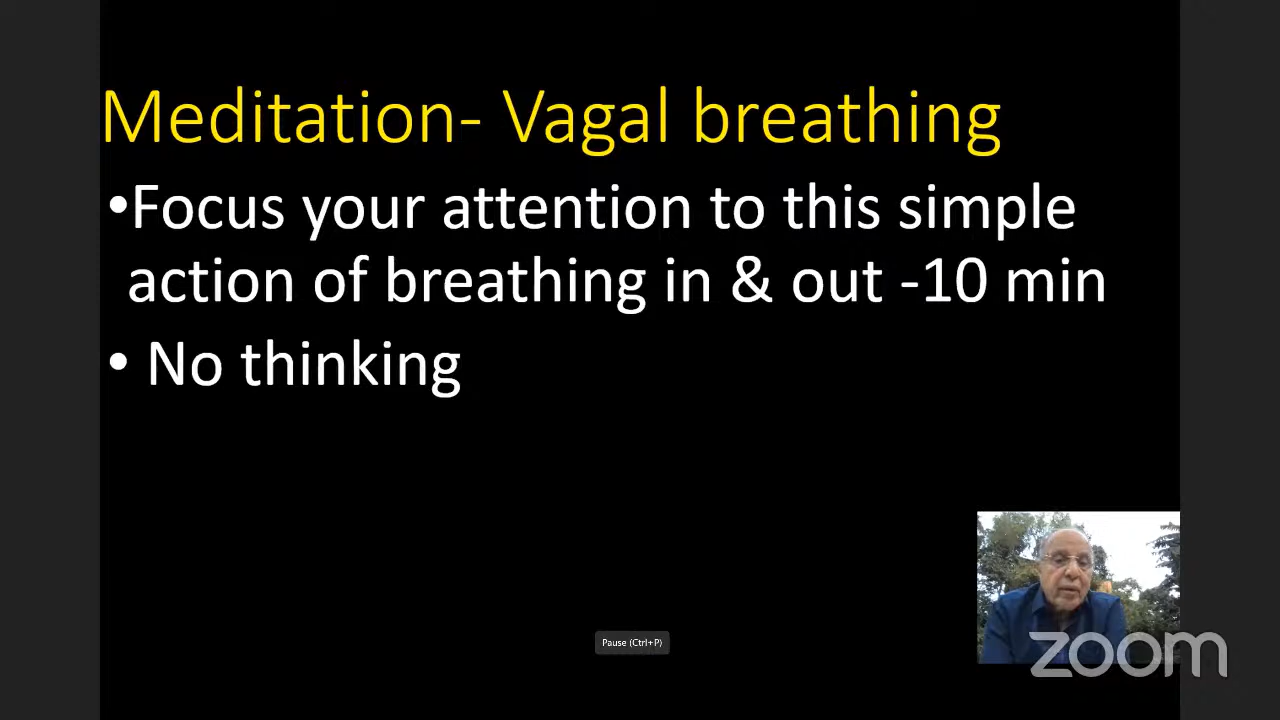 Meditation- Vagal breathing
•Focus your attention to this simple
action of breathing in & out -10 min
• No thinking
Pause (Ctrl+P)
zoom